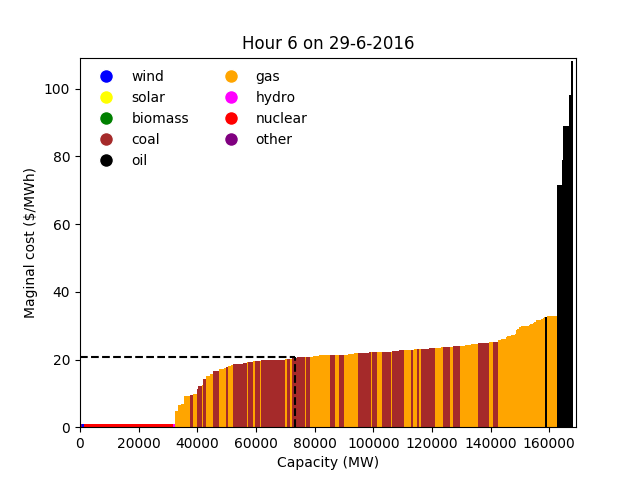 Hour 6 on 29-6-2016
wind
solar
biomass
coal
oil
gas
hydro
nuclear
other
Maginal cost ($/MWh)
100
80
60
40
20
0
0 20000 40000 60000 80000 100000 120000 140000 160000
Capacity (MW)